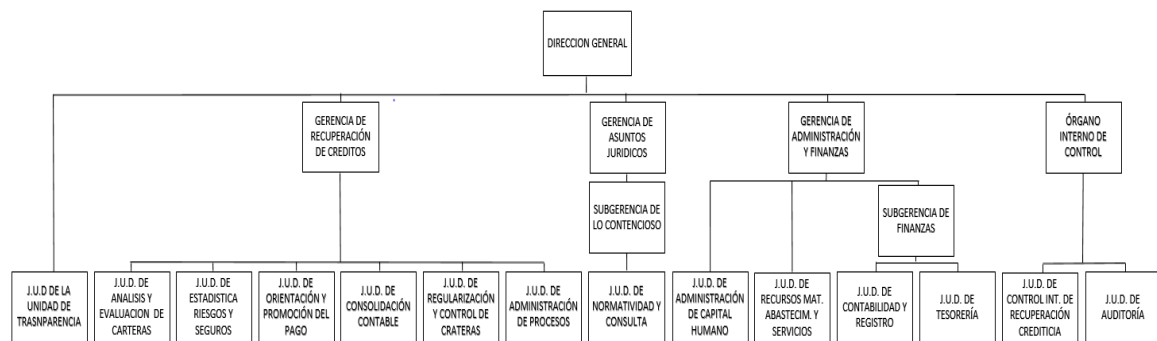 DIRECCION GENERAL
GERENCIA DE
RECUPERACIÓN
DE CREDITOS
GERENCIA DE
ASUNTOS
JURIDICOS
GERENCIA DE
ADMINISTRACIÓN
Y FINANZAS
ÓRGANO
INTERNO DE
CONTROL
SUBGERENCIA DE
LO CONTENCIOSO
SUBGERENCIA DE
FINANZAS
J.U.D DE LA
UNIDAD DE
TRASNPARENCIA
J.U.D. DE
ANALISIS Y
EVALUACION DE
CARTERAS
J.U.D. DE
ESTADISTICA
RIESGOS Y
SEGUROS
J.U.D. DE
ORIENTACIÓN Y
PROMOCIÓN DEL
PAGO
J.U.D. DE
CONSOLIDACIÓN
CONTABLE
J.U.D. DE
REGULARIZACIÓN
Y CONTROL DE
CRATERAS
J.U.D. DE
ADMINISTRACIÓN
DE PROCESOS
J.U.D. DE
NORMATIVIDAD Y
CONSULTA
J.U.D. DE
ADMINISTRACIÓN
DE CAPITAL
HUMANO
J.U.D. DE
RECURSOS MAT.
ABASTECIM. Y
SERVICIOS
J.U.D. DE
CONTABILIDAD Y
REGISTRO
J.U.D. DE
TESORERÍA
J.U.D. DE
CONTROL INT. DE
RECUPERACIÓN
CREDITICIA
J.U.D. DE
AUDITORÍA